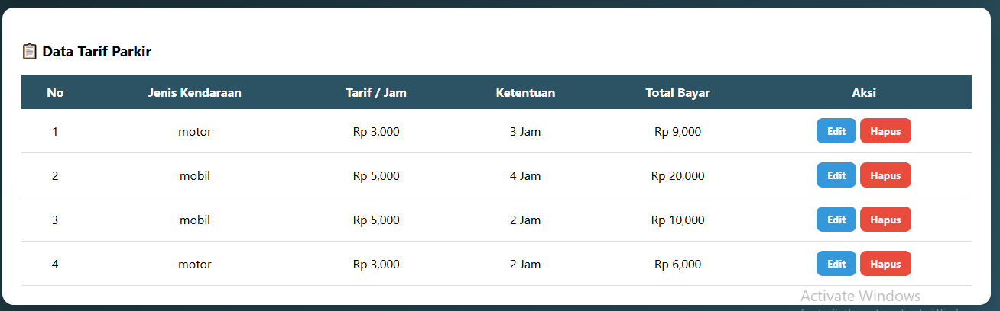 Data Tarif Parkir
No Jenis Kendaraan Tarif / Jam Ketentuan Total Bayar Aksi
1 motor Rp 3,000 3 Jam Rp 9,000 Edit Hapus
2 mobil Rp 5,000 4 Jam Rp 20,000 Edit Hapus
3 mobil Rp 5,000 2 Jam Rp 10,000 Edit Hapus
4 motor Rp 3,000 2 Jam Rp 6,000 Edit Hapus
Activate Windows